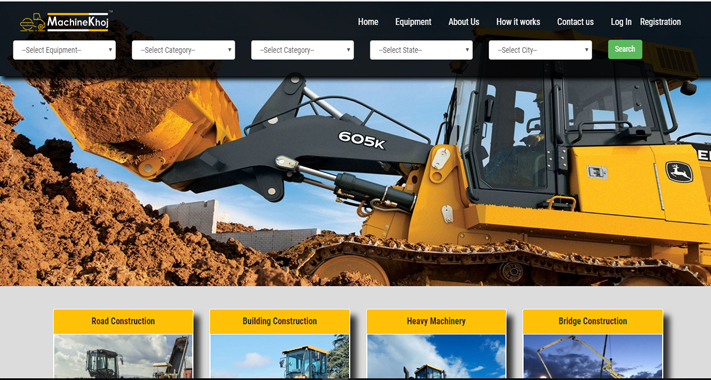 MachineKhoj
Home Equipment About Us How it works Contact us Log In Registration
--Select Equipment-- --Select Category-- --Select Category-- --Select State-- --Select City-- Search
605K
Road Construction Building Construction Heavy Machinery Bridge Construction